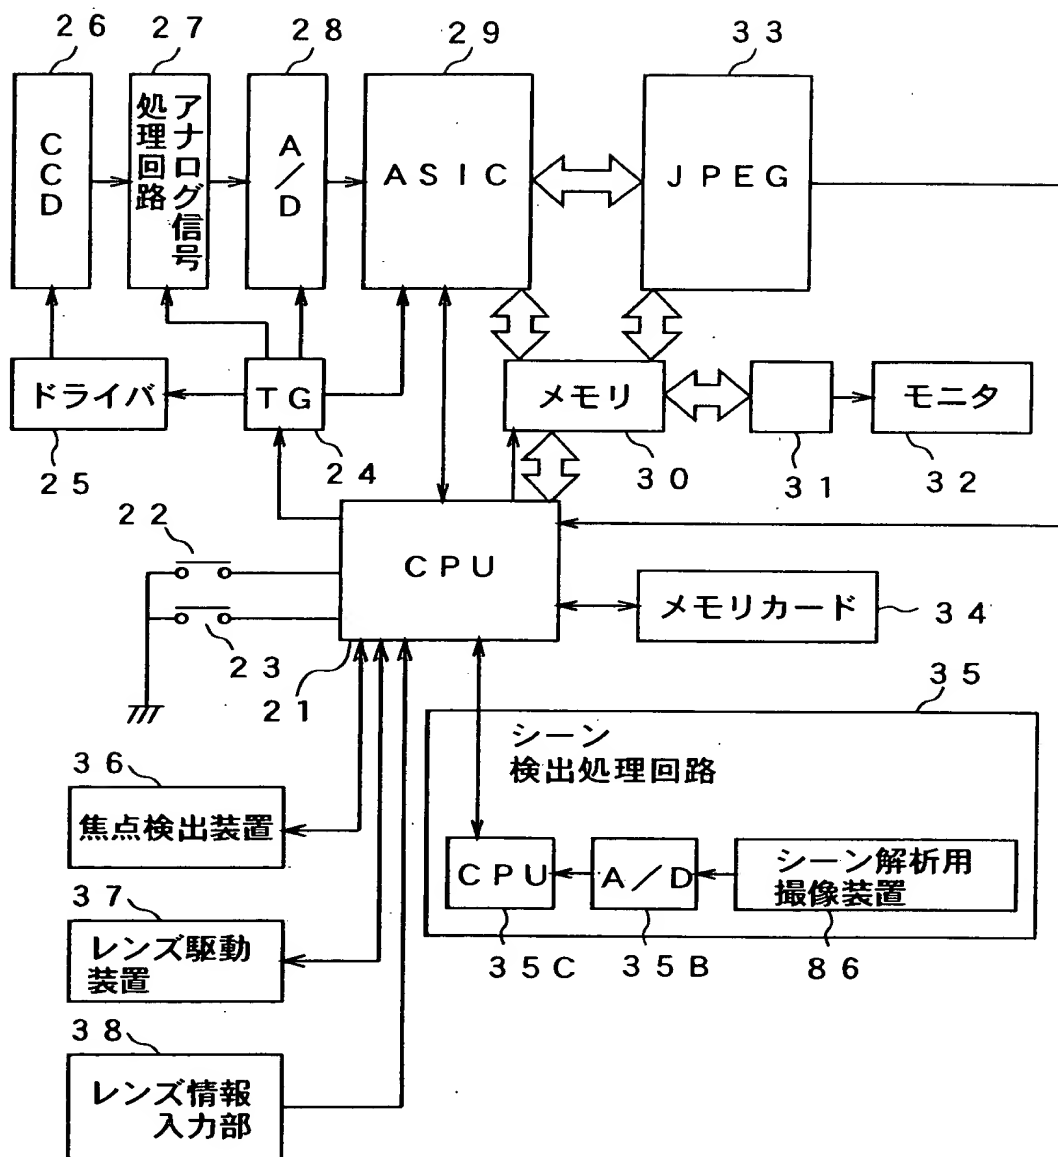 ２６
２７
２８
２９
３３
ＣＣＤ
アナログ信号
処理回路
Ａ／Ｄ
ＡＳＩＣ
ＪＰＥＧ
ドライバ
ＴＧ
メモリ
モニタ
２５
２４
３０
３１
３２
２２
ＣＰＵ
２３
メモリカード
３４
２１
３５
シーン
検出処理回路
３６
焦点検出装置
ＣＰＵ
Ａ／Ｄ
シーン解析用
撮像装置
３７
レンズ駆動
装置
３５Ｃ
３５Ｂ
８６
３８
レンズ情報
入力部